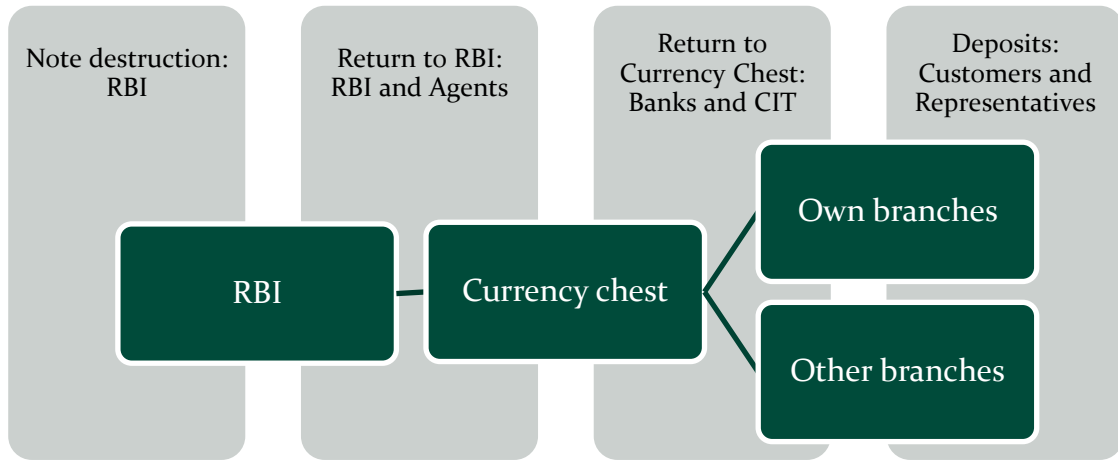 Note destruction:
RBI
Return to RBI:
RBI and Agents
Return to
Currency Chest:
Banks and CIT
Deposits:
Customers and
Representatives
RBI
Currency chest
Own branches
Other branches